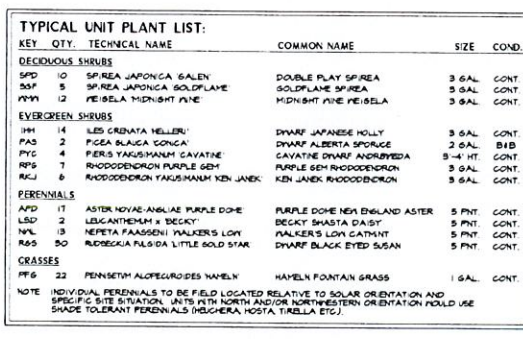 TYPICAL UNIT PLANT LIST:
KEY QTY. TECHNICAL NAME COMMON NAME SIZE COND.
DECIDUOUS SHRUBS
SPD 10 SPIREA JAPONICA 'GALEN' DOUBLE PLAY SPIREA 3 GAL. CONT.
SGF 5 SPIREA JAPONICA GOLDFLAME' GOLDFLAME SPIREA 5 GAL. CONT.
WMW 12 WEIGELA MIDNIGHT WINE' MIDNIGHT WINE WEIGELA 3 GAL. CONT.
EVERGREEN SHRUBS
IHH 14 ILES CRENATA 'HELLERI' DWARF JAPANESE HOLLY 3 GAL. CONT.
PAS 2 PICEA GLAUCA 'CONICA' DWARF ALBERTA SPORUCE 2 GAL. B&B
PYC 4 PIERIS YAKUSIMANUM 'CAVATINE' CAVATINE DWARF ANDROMEDA 3'-4' HT. CONT.
RPG 7 RHODODENDRON PURPLE GEM' PURPLE GEM RHODODENDRON 3 GAL. CONT.
RKJ 6 RHODODENDRON YAKUSIMANUM KEN JANEK' KEN JANEK RHODODENDRON 3 GAL. CONT.
PERENNIALS
APD 17 ASTER NOVAE-ANGLIAE PURPLE DOME' PURPLE DOME NEW ENGLAND ASTER 5 PNT. CONT.
LSD 2 LEUCANTHEMUM x 'BECKY' BECKY SHASTA DAISY 5 PNT. CONT.
NWL 13 NEPETA FAASSENII WALKER'S LOW' WALKER'S LOW CATMINT 5 PNT. CONT.
RGS 30 RUDBECKIA FULGIDA 'LITTLE GOLD STAR' DWARF BLACK EYED SUSAN 5 PNT. CONT.
GRASSES
PFG 22 PENNISETUM ALOPECUROIDES 'HAMELN' HAMELN FOUNTAIN GRASS 1 GAL. CONT.
NOTE INDIVIDUAL PERENNIALS TO BE FIELD LOCATED RELATIVE TO SOLAR ORIENTATION AND
SPECIFIC SITE SITUATION. UNITS WITH NORTH AND/OR NORTHWESTERN ORIENTATION WOULD USE
SHADE TOLERANT PERENNIALS (HEUCHERA, HOSTA, TIRELLA ETC.).